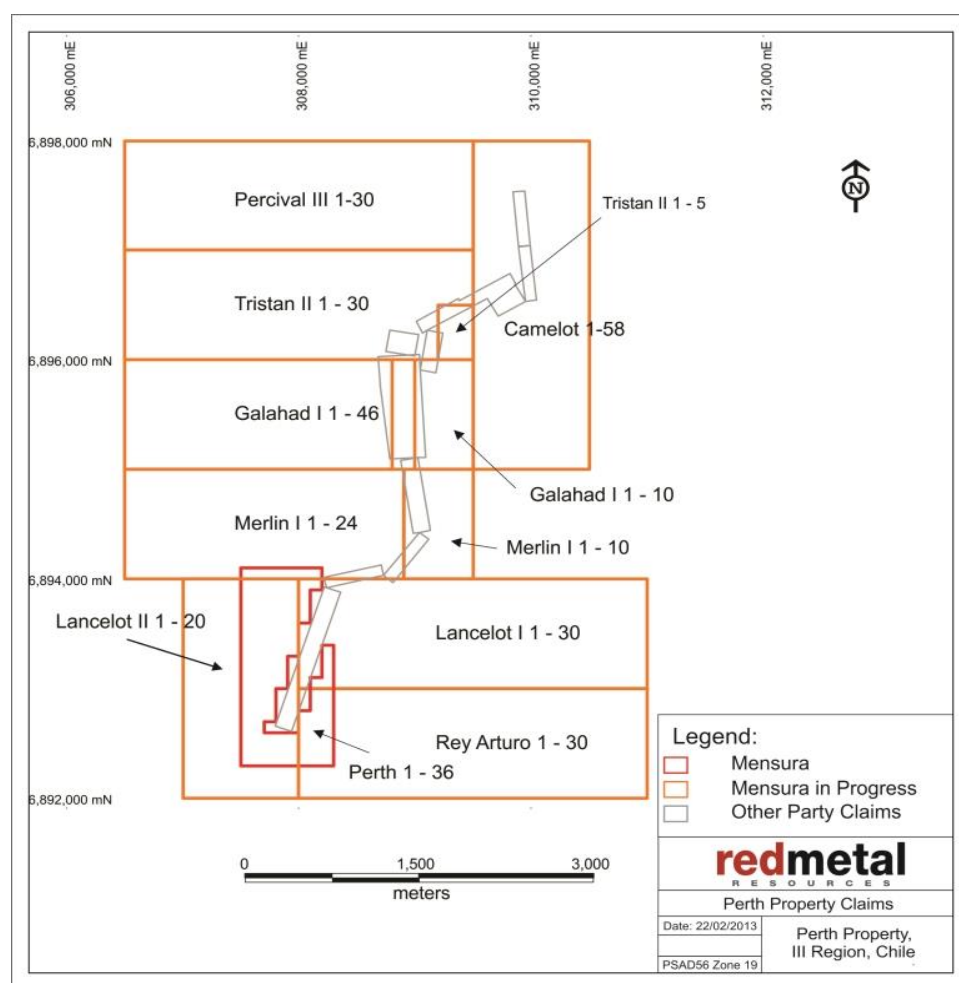 306,000 mE
308,000 mE
310,000 mE
312,000 mE
6,898,000 mN
Percival III 1-30
Tristan II 1 - 5
N
Tristan II 1 - 30
Camelot 1-58
6,896,000 mN
Galahad I 1 - 46
Galahad I 1 - 10
Merlin I 1 - 24
Merlin I 1 - 10
6,894,000 mN
Lancelot II 1 - 20
Lancelot I 1 - 30
Rey Arturo 1 - 30
Perth 1 - 36
6,892,000 mN
Legend:
Mensura
Mensura in Progress
Other Party Claims
0 1,500 3,000
meters
redmetal
RESOURCES
Perth Property Claims
Date: 22/02/2013
Perth Property,
III Region, Chile
PSAD56 Zone 19